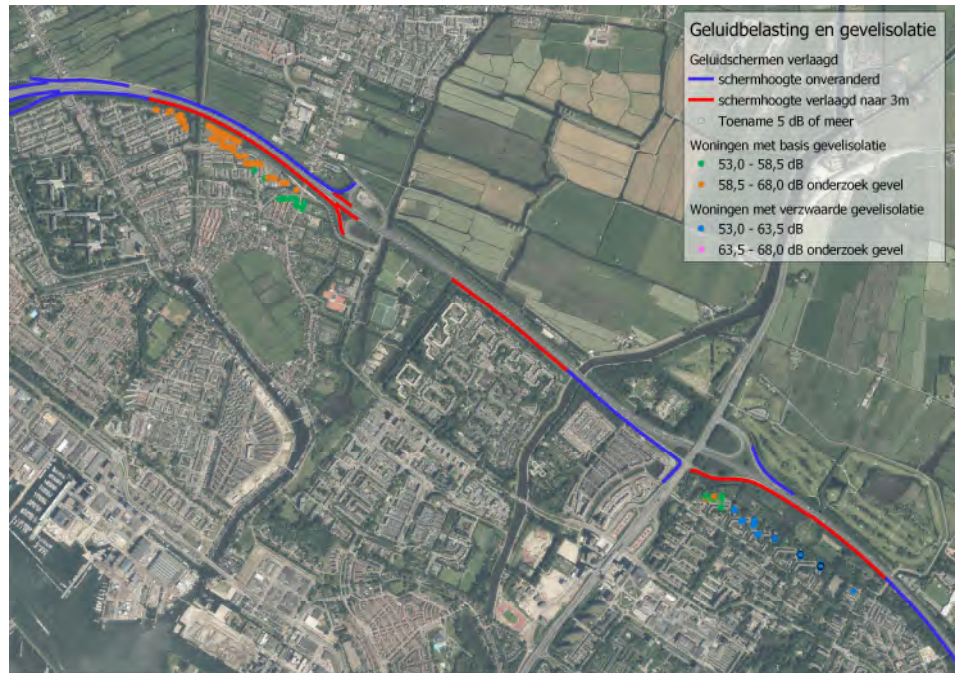 Geluidbelasting en gevelisolatie
Geluidschermen verlaagd
schermhoogte onveranderd
schermhoogte verlaagd naar 3m
Toename 5 dB of meer
Woningen met basis gevelisolatie
53,0 - 58,5 dB
58,5 - 68,0 dB onderzoek gevel
Woningen met verzwaarde gevelisolatie
53,0 - 63,5 dB
63,5 - 68,0 dB onderzoek gevel